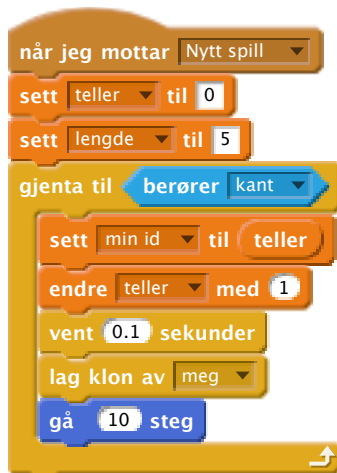 når jeg mottar Nytt spill
sett teller til 0
sett lengde til 5
gjenta til berører kant
sett min id til teller
endre teller med 1
vent 0.1 sekunder
lag klon av meg
gå 10 steg